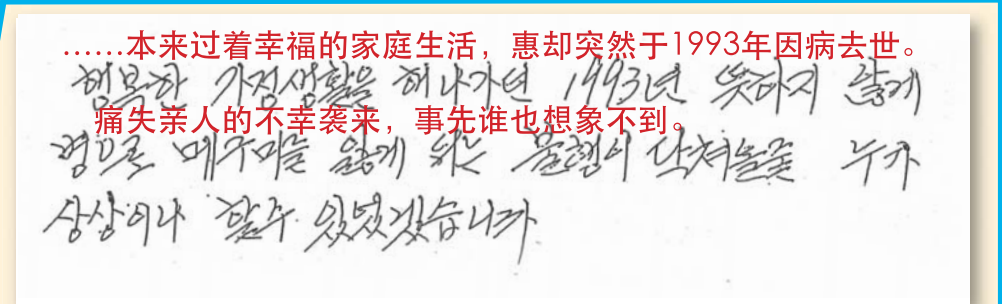 ……本来过着幸福的家庭生活，惠却突然于1993年因病去世。
행복한 가정생활을 해나가던 1993년 뜻하지 않게
痛失亲人的不幸袭来，事先谁也想象不到。
병으로 메구미를 잃게 되는 불행이 닥쳐올줄 누가
상상이나 할수 있었겠습니까